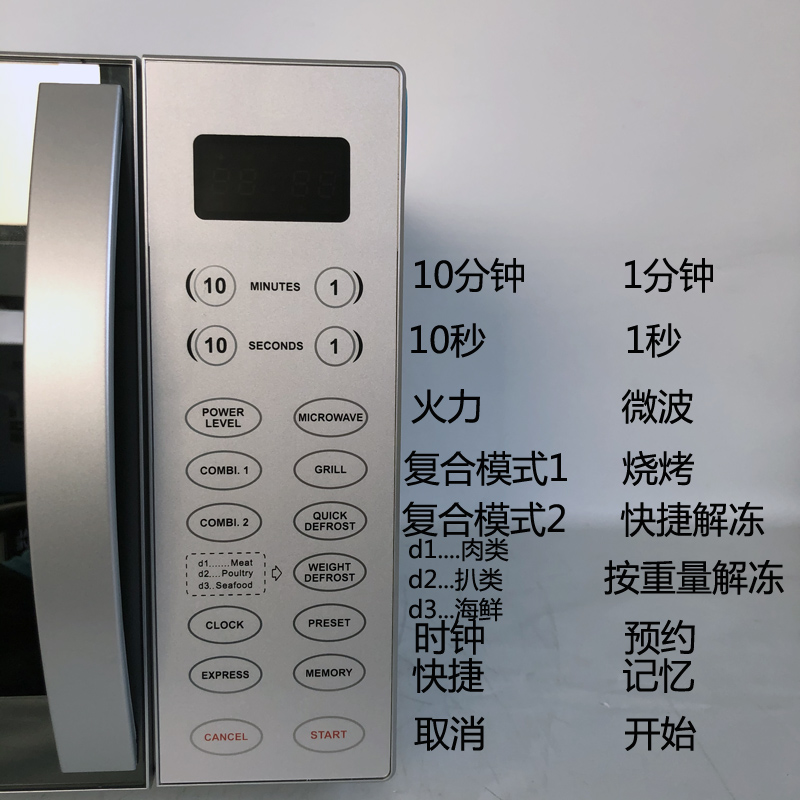 10 MINUTES 1 10分钟 1分钟
10 SECONDS 1 10秒 1秒
POWER LEVEL MICROWAVE 火力 微波
COMBI. 1 GRILL 复合模式1 烧烤
COMBI. 2 QUICK DEFROST 复合模式2 快捷解冻
d1.......Meat d1....肉类
d2....Poultry WEIGHT DEFROST d2...扒类 按重量解冻
d3..Seafood d3...海鲜
CLOCK PRESET 时钟 预约
EXPRESS MEMORY 快捷 记忆
CANCEL START 取消 开始